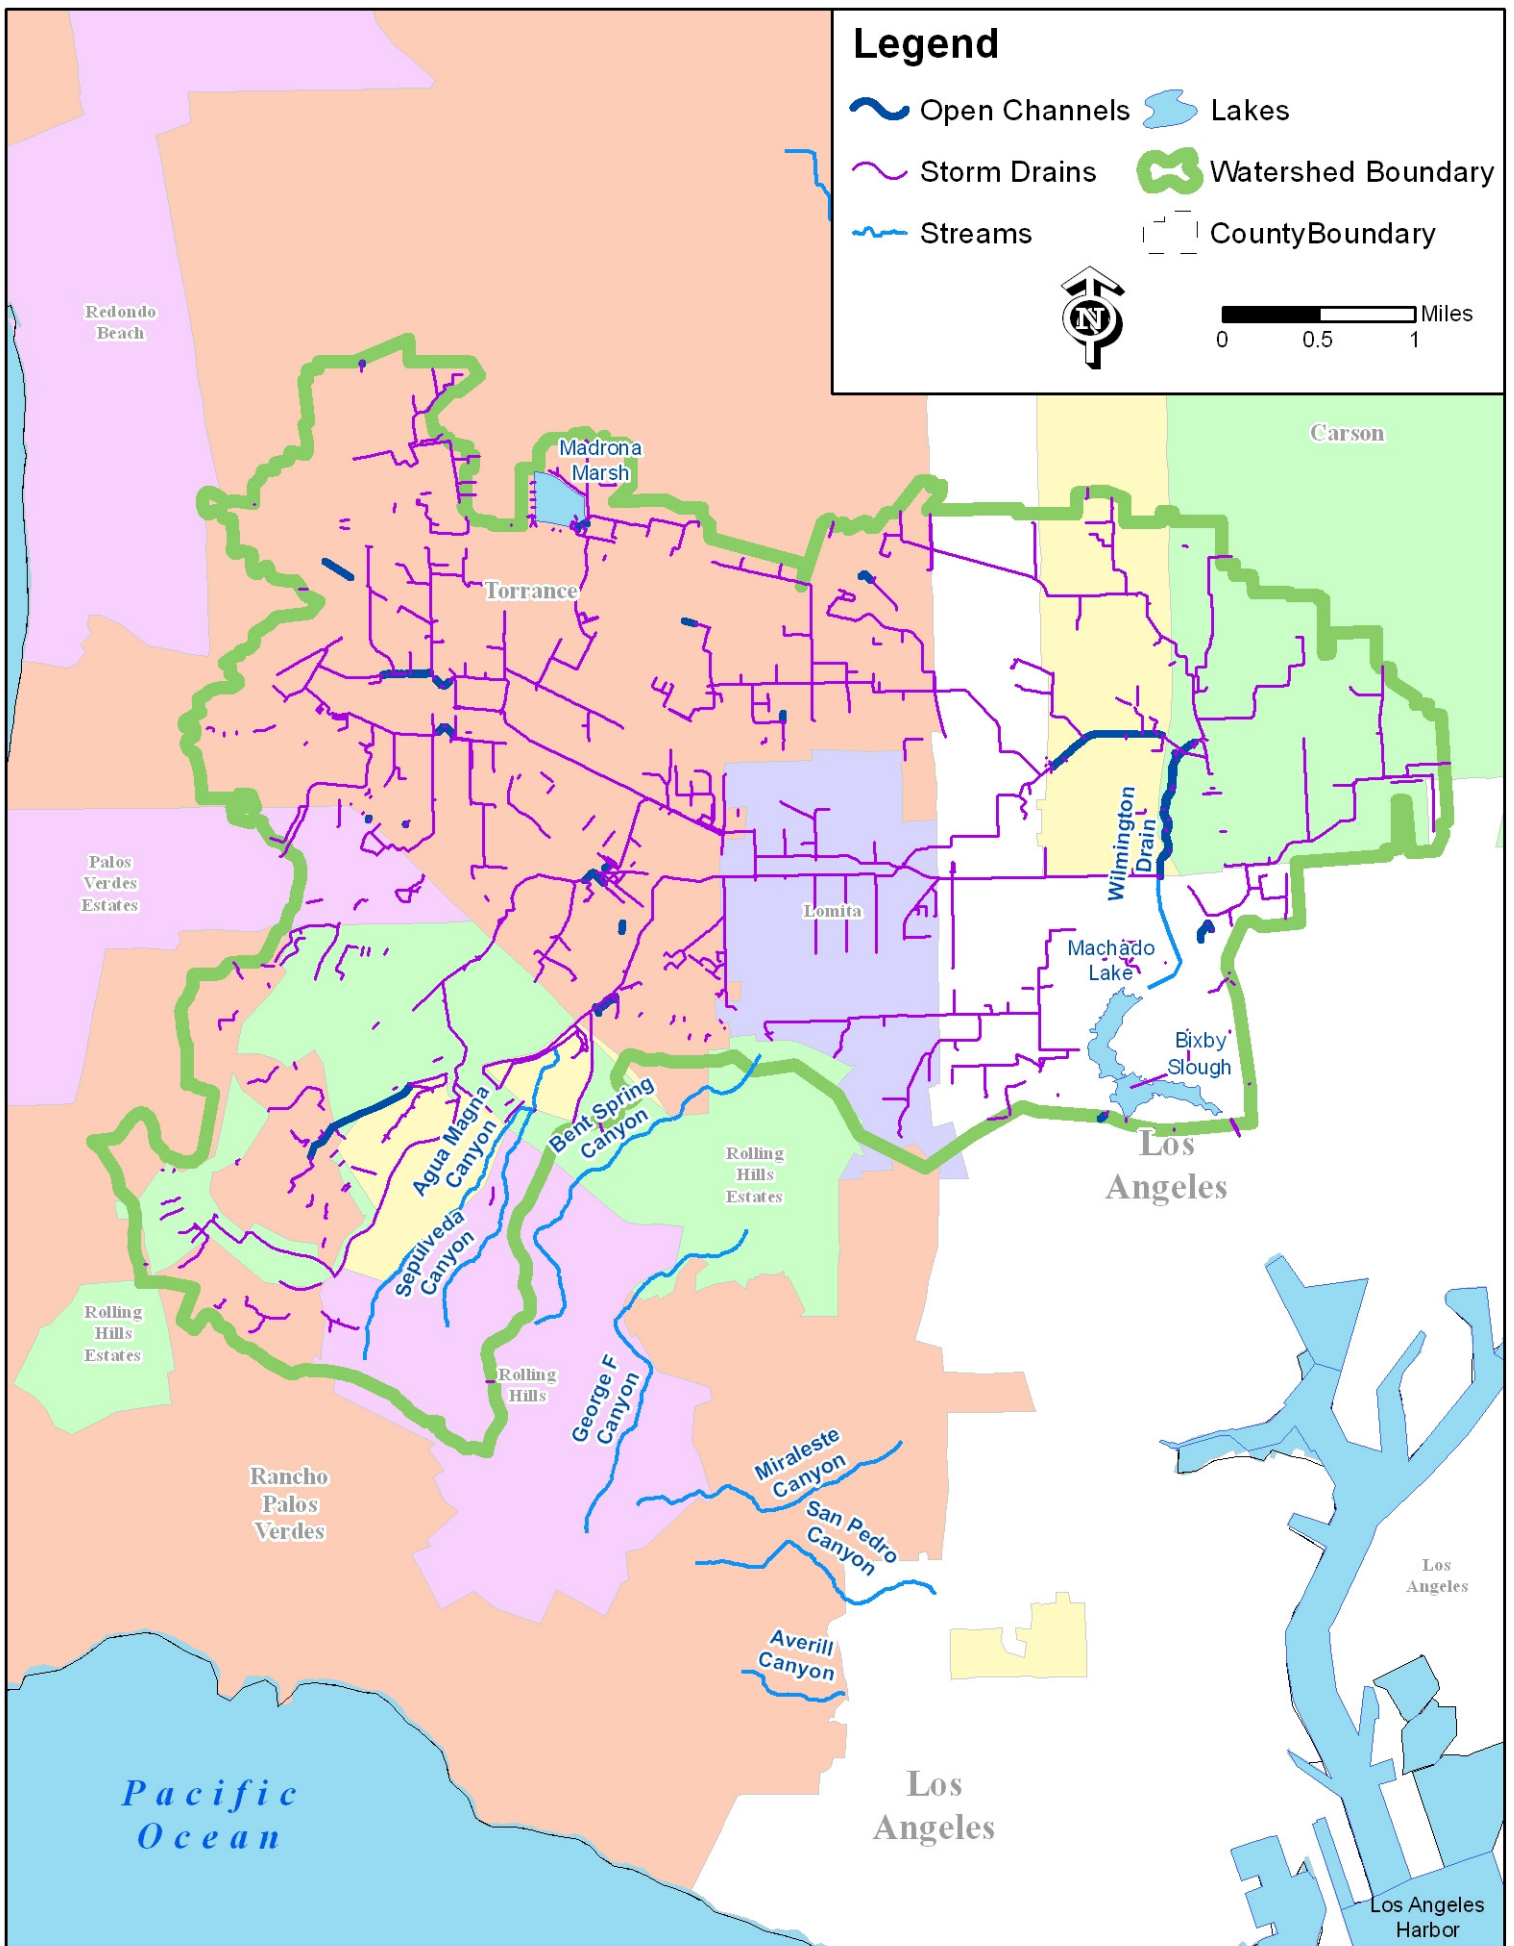 Legend
Open Channels
Lakes
Storm Drains
Watershed Boundary
Streams
CountyBoundary
N
Miles
0
0.5
1
Redondo
Beach
Carson
Madrona
Marsh
Torrance
Palos
Verdes
Estates
Lomita
Wilmington
Drain
Machado
Lake
Bixby
Slough
Los
Angeles
Agua Magna
Canyon
Bent Spring
Canyon
Rolling
Hills
Estates
Sepulveda
Canyon
Rolling
Hills
Estates
Rolling
Hills
George F
Canyon
Miraleste
Canyon
Rancho
Palos
Verdes
San Pedro
Canyon
Los
Angeles
Averill
Canyon
Pacific
Ocean
Los
Angeles
Los Angeles
Harbor